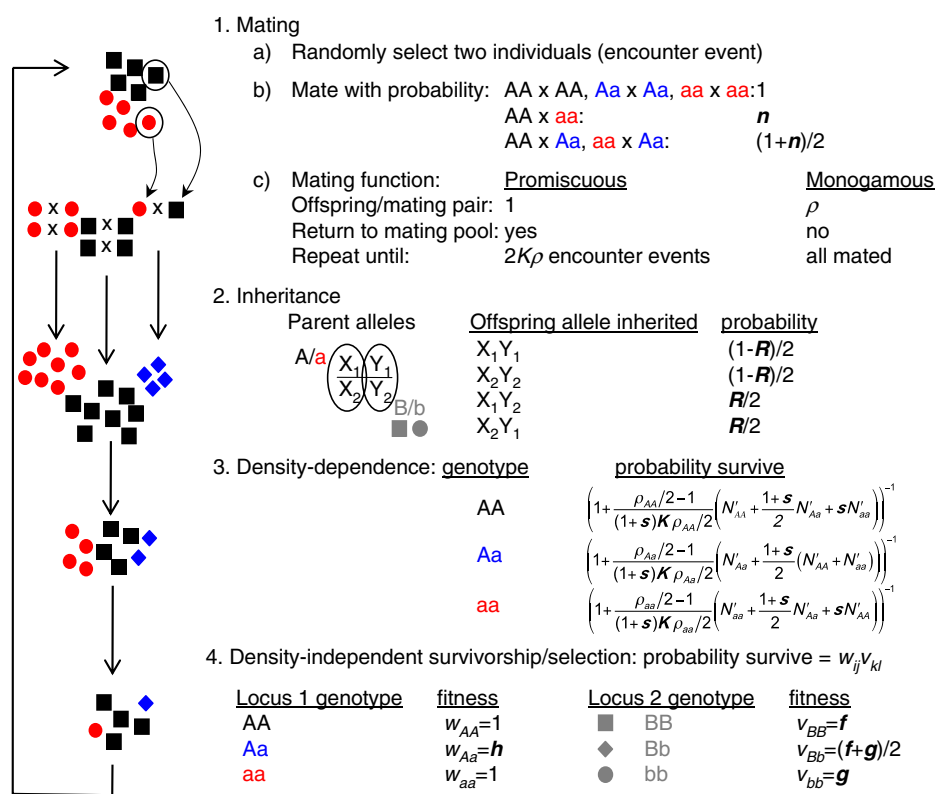 1. Mating
a) Randomly select two individuals (encounter event)
b) Mate with probability: AA x AA, Aa x Aa, aa x aa:1
AA x aa: n
AA x Aa, aa x Aa: (1+n)/2
c) Mating function: Promiscuous Monogamous
Offspring/mating pair: 1 ρ
Return to mating pool: yes no
Repeat until: 2Kρ encounter events all mated
x x
x x
x
x
2. Inheritance
Parent alleles Offspring allele inherited probability
A/a X1 Y1 X2 Y2 B/b
X1Y1 (1-R)/2
X2Y2 (1-R)/2
X1Y2 R/2
X2Y1 R/2
3. Density-dependence: genotype probability survive
AA (1+ρAA/2−1/(1+s)KρAA/2(N′AA+1+s/2N′Aa+sN′aa))−1
Aa (1+ρAa/2−1/(1+s)KρAa/2(N′Aa+1+s/2(N′AA+N′aa)))−1
aa (1+ρaa/2−1/(1+s)Kρaa/2(N′aa+1+s/2N′Aa+sN′AA))−1
4. Density-independent survivorship/selection: probability survive = wijvkl
Locus 1 genotype fitness Locus 2 genotype fitness
AA wAA=1 BB vBB=f
Aa wAa=h Bb vBb=(f+g)/2
aa waa=1 bb vbb=g